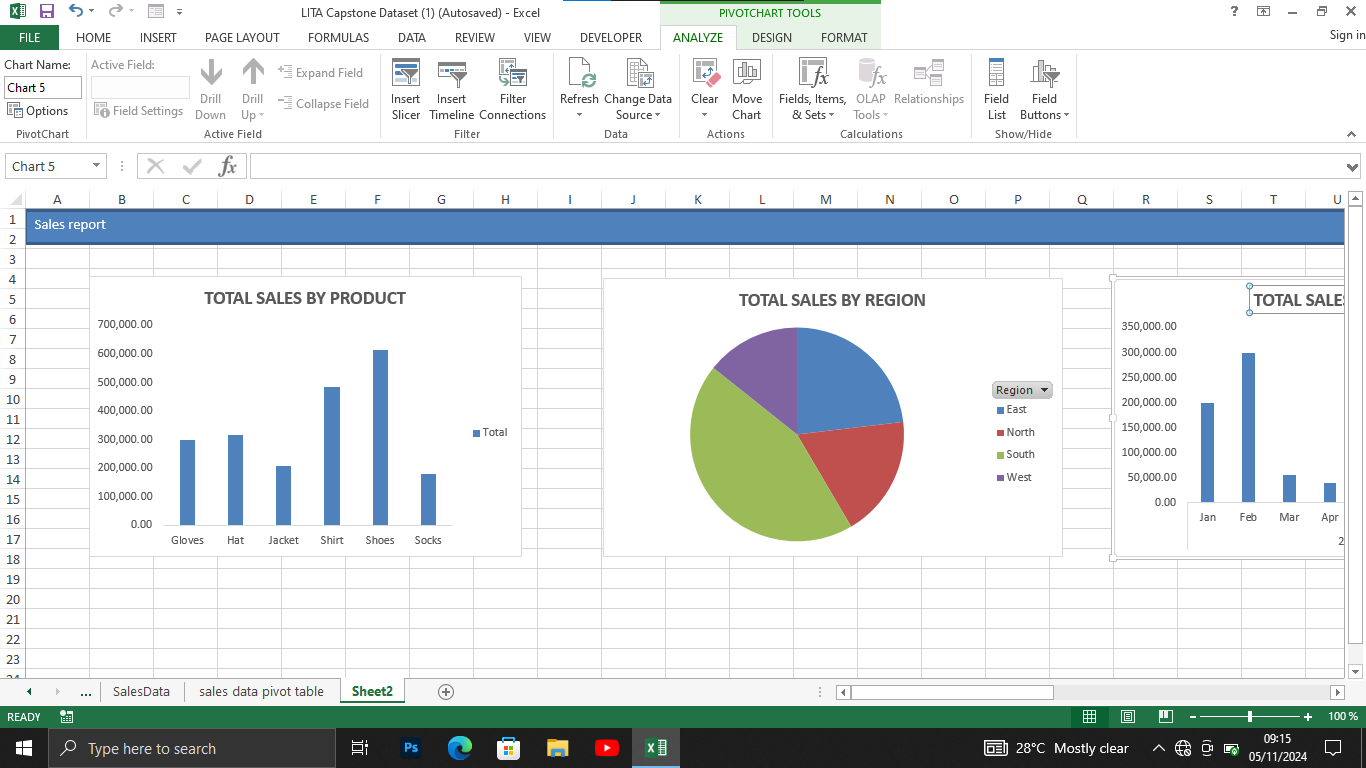 LITA Capstone Dataset (1) (Autosaved) - Excel
PIVOTCHART TOOLS
?
FILE HOME INSERT PAGE LAYOUT FORMULAS DATA REVIEW VIEW DEVELOPER ANALYZE DESIGN FORMAT Sign in
Chart Name:
Chart 5
Options
PivotChart
Active Field:
Field Settings
Drill Down
Drill Up
Expand Field
Collapse Field
Active Field
Insert Slicer
Insert Timeline
Filter Connections
Filter
Refresh
Change Data Source
Data
Clear
Move Chart
Actions
Fields, Items, & Sets
OLAP Tools
Relationships
Calculations
Field List
Field Buttons
Show/Hide
Chart 5
fx
A B C D E F G H I J K L M N O P Q R S T U
1
2
3
4
5
6
7
8
9
10
11
12
13
14
15
16
17
18
19
20
21
22
23
24
Sales report
TOTAL SALES BY PRODUCT
700,000.00
600,000.00
500,000.00
400,000.00
300,000.00
200,000.00
100,000.00
0.00
Gloves Hat Jacket Shirt Shoes Socks
Total
TOTAL SALES BY REGION
Region
East
North
South
West
TOTAL SALES
350,000.00
300,000.00
250,000.00
200,000.00
150,000.00
100,000.00
50,000.00
0.00
Jan Feb Mar Apr
2
... SalesData sales data pivot table Sheet2
READY
100 %
Type here to search
Ps
28°C Mostly clear
09:15
05/11/2024